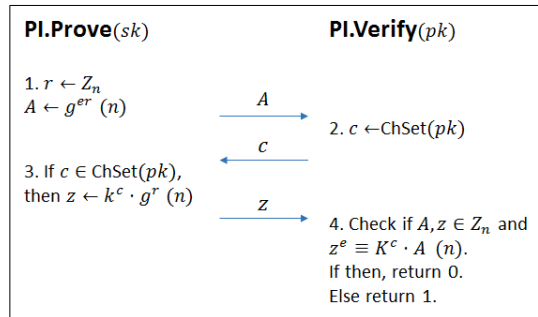 PI.Prove(sk)
PI.Verify(pk)
1. r ← Z_n
A ← g^{er} (n)
A
2. c ←ChSet(pk)
c
3. If c ∈ ChSet(pk),
then z ← k^c · g^r (n)
z
4. Check if A, z ∈ Z_n and
z^e ≡ K^c · A (n).
If then, return 0.
Else return 1.